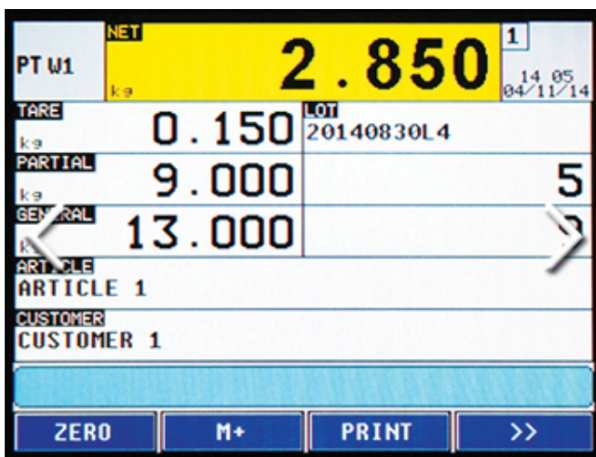 NET
PT W1
kg
2.850
1
14 05
04/11/14
TARE
kg
0.150
LOT
20140830L4
PARTIAL
kg
9.000
5
GENERAL
13.000
ARTICLE
ARTICLE 1
CUSTOMER
CUSTOMER 1
ZERO
M+
PRINT
>>